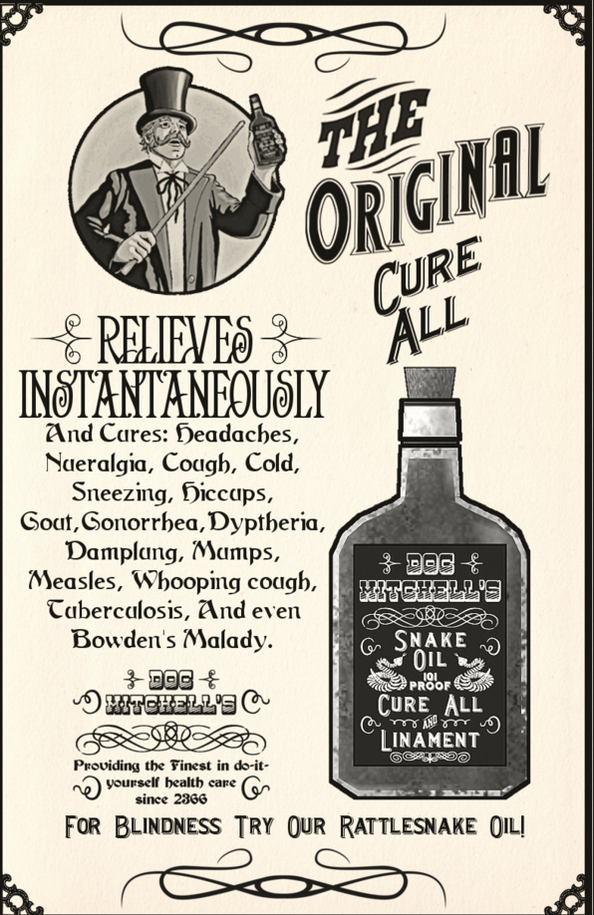 THE
ORIGINAL
CURE
ALL
RELIEVES
INSTANTANEOUSLY
And Cures: Headaches,
Nueralgia, Cough, Cold,
Sneezing, Hiccups,
Gout,Gonorrhea,Dyptheria,
Damplung, Mumps,
Measles, Whooping cough,
Tuberculosis, And even
Bowden's Malady.
DOC
MITCHELL'S
Providing the Finest in do-it-
yourself health care
since 2366
DOC
MITCHELL'S
SNAKE
OIL
101
PROOF
CURE ALL
AND
LINAMENT
FOR BLINDNESS TRY OUR RATTLESNAKE OIL!